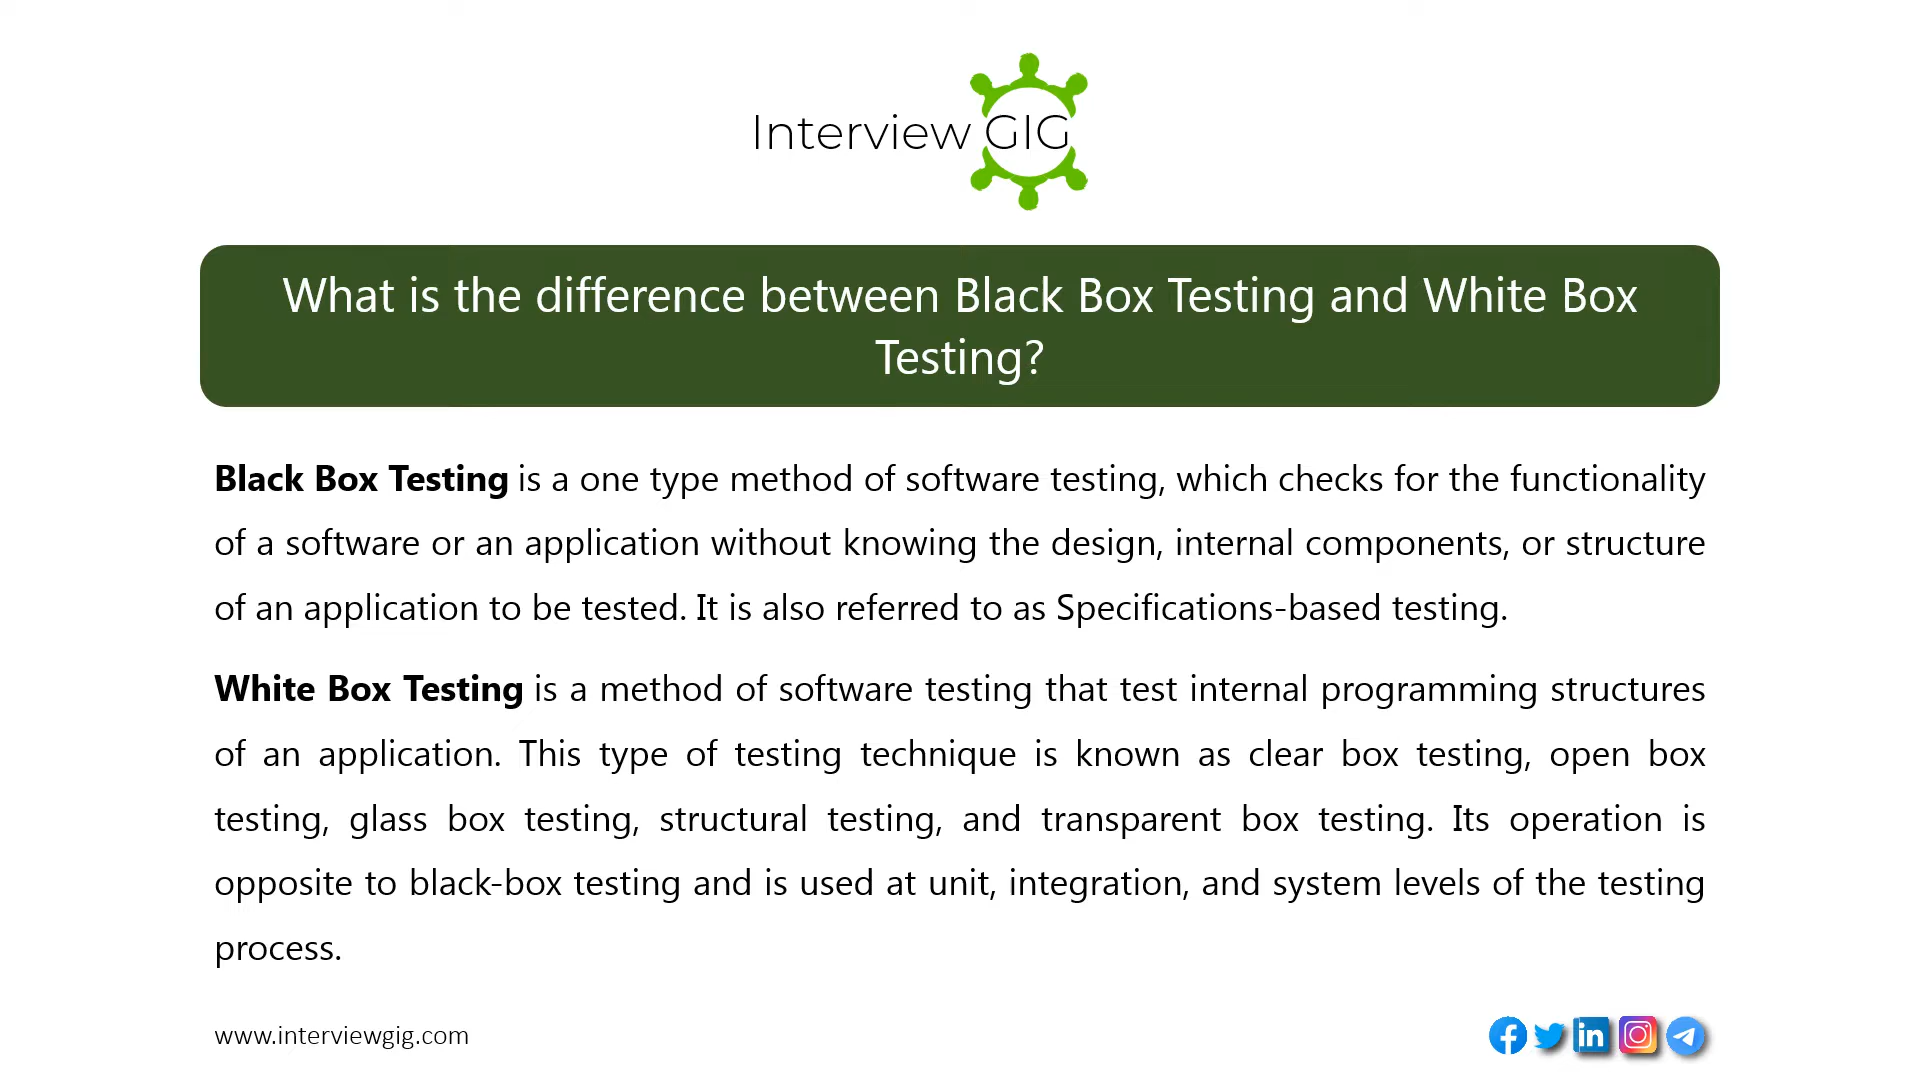 Interview GIG
What is the difference between Black Box Testing and White Box
Testing?
Black Box Testing is a one type method of software testing, which checks for the functionality
of a software or an application without knowing the design, internal components, or structure
of an application to be tested. It is also referred to as Specifications-based testing.
White Box Testing is a method of software testing that test internal programming structures
of an application. This type of testing technique is known as clear box testing, open box
testing, glass box testing, structural testing, and transparent box testing. Its operation is
opposite to black-box testing and is used at unit, integration, and system levels of the testing
process.
www.interviewgig.com